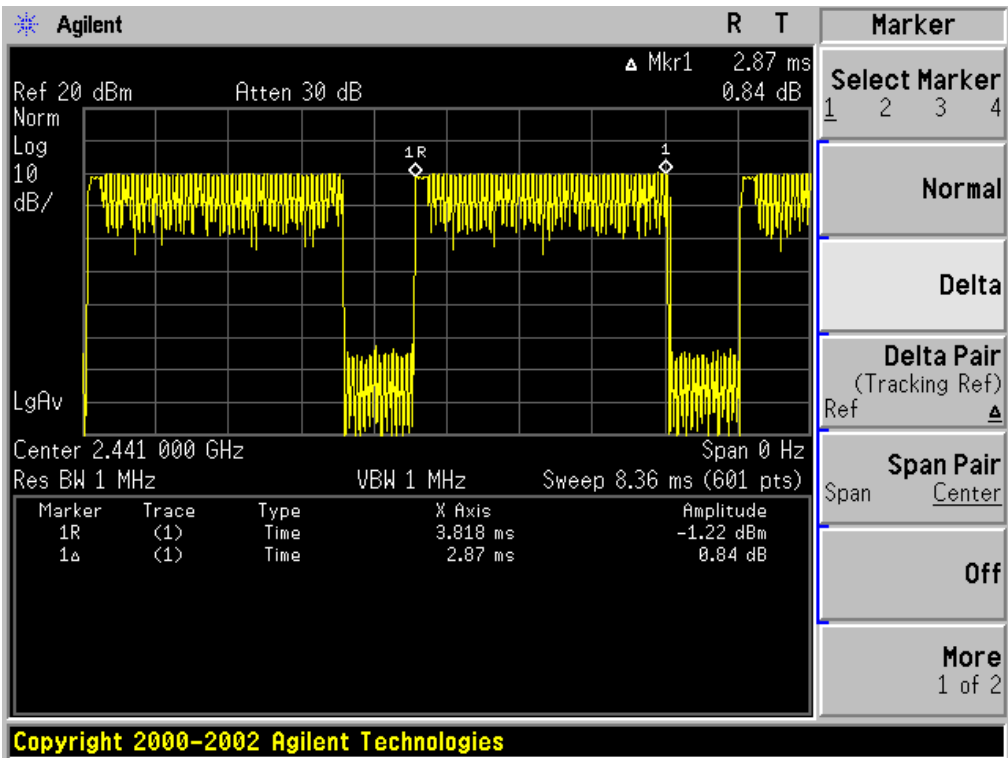 Agilent R T
Δ Mkr1 2.87 ms
Ref 20 dBm Atten 30 dB 0.84 dB
Norm
Log
10
dB/
1R
1
LgAv
Center 2.441 000 GHz Span 0 Hz
Res BW 1 MHz VBW 1 MHz Sweep 8.36 ms (601 pts)
Marker Trace Type X Axis Amplitude
1R (1) Time 3.818 ms -1.22 dBm
1Δ (1) Time 2.87 ms 0.84 dB
Marker
Select Marker
1 2 3 4
Normal
Delta
Delta Pair
(Tracking Ref)
Ref Δ
Span Pair
Span Center
Off
More
1 of 2
Copyright 2000-2002 Agilent Technologies